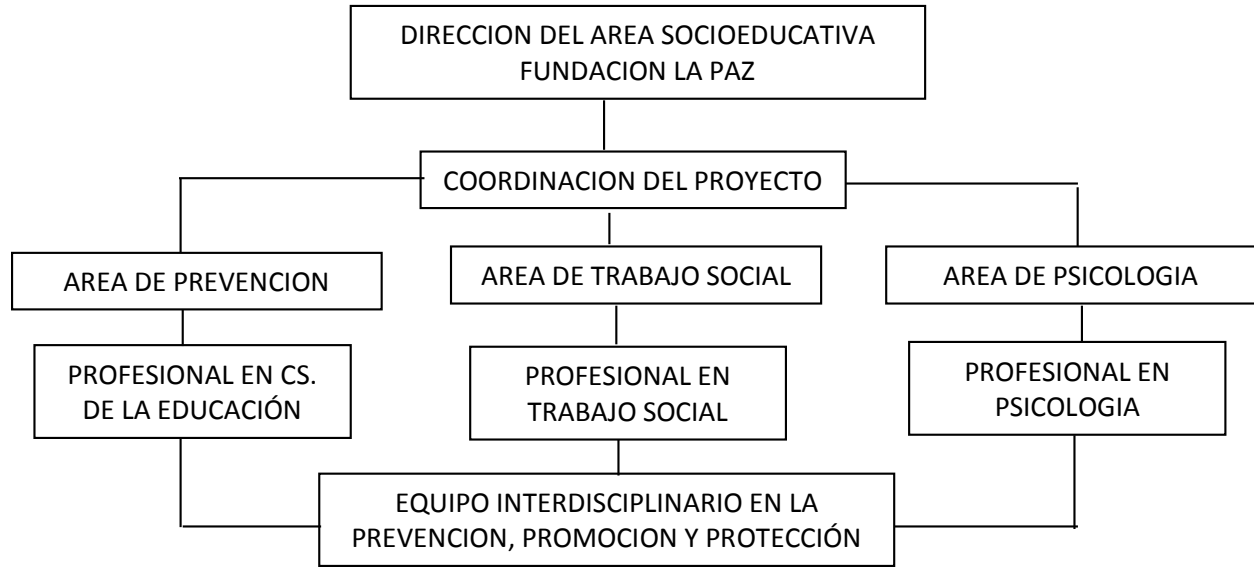 DIRECCION DEL AREA SOCIOEDUCATIVA
FUNDACION LA PAZ
COORDINACION DEL PROYECTO
AREA DE PREVENCION
AREA DE TRABAJO SOCIAL
AREA DE PSICOLOGIA
PROFESIONAL EN CS.
DE LA EDUCACIÓN
PROFESIONAL EN
TRABAJO SOCIAL
PROFESIONAL EN
PSICOLOGIA
EQUIPO INTERDISCIPLINARIO EN LA
PREVENCION, PROMOCION Y PROTECCIÓN